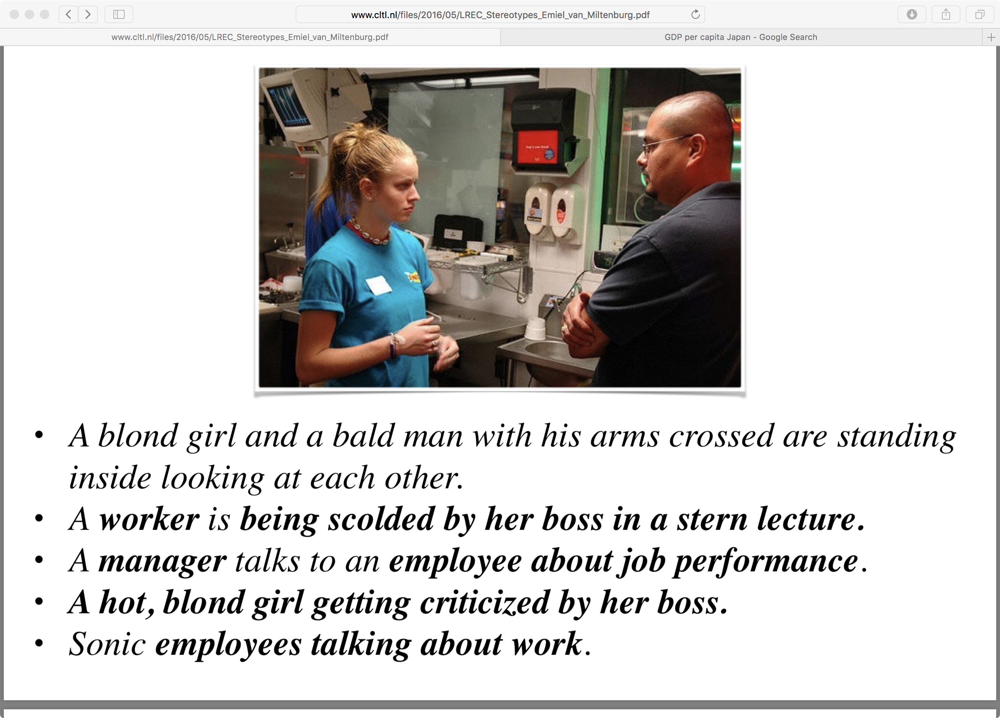 www.cltl.nl/files/2016/05/LREC_Stereotypes_Emiel_van_Miltenburg.pdf
www.cltl.nl/files/2016/05/LREC_Stereotypes_Emiel_van_Miltenburg.pdf
GDP per capita Japan - Google Search
• A blond girl and a bald man with his arms crossed are standing
inside looking at each other.
• A worker is being scolded by her boss in a stern lecture.
• A manager talks to an employee about job performance.
• A hot, blond girl getting criticized by her boss.
• Sonic employees talking about work.